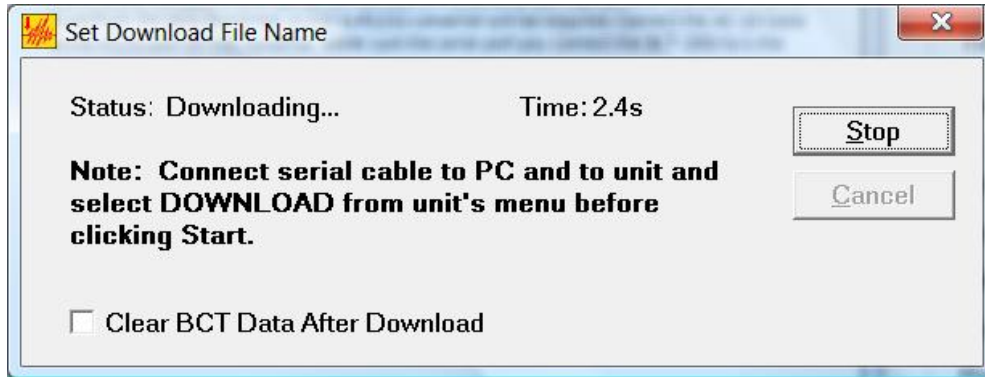 Set Download File Name
Status: Downloading... Time: 2.4s
Stop
Note: Connect serial cable to PC and to unit and
select DOWNLOAD from unit's menu before
clicking Start.
Cancel
Clear BCT Data After Download